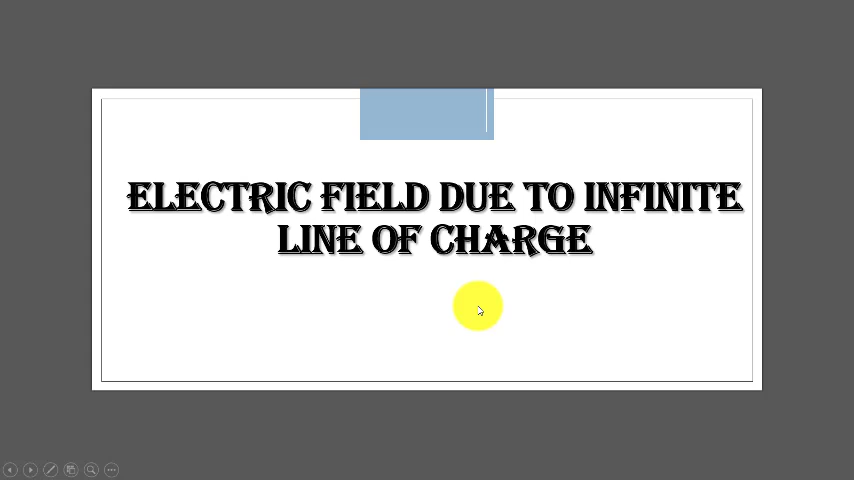 ELECTRIC FIELD DUE TO INFINITE
LINE OF CHARGE